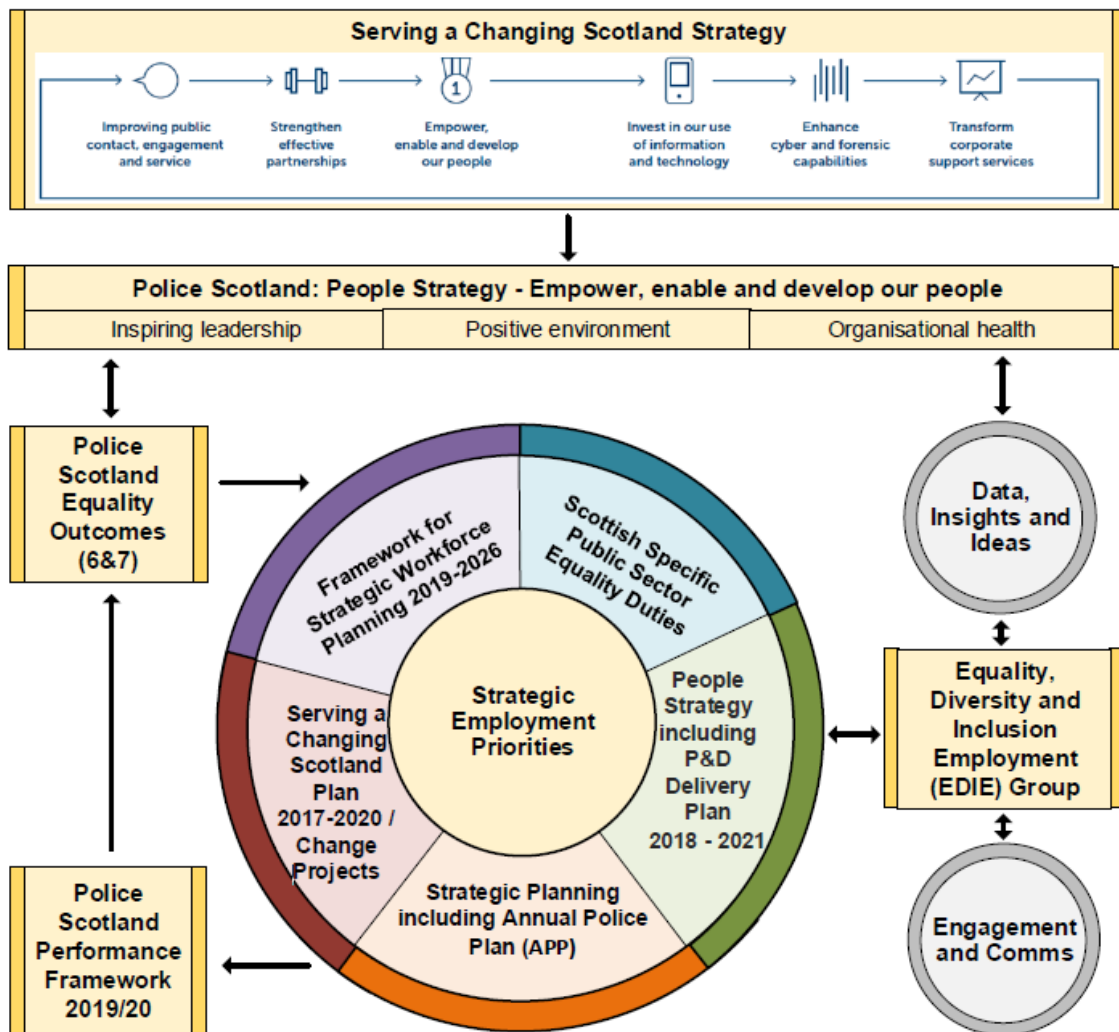 Serving a Changing Scotland Strategy
1
Improving public
contact, engagement
and service
Strengthen
effective
partnerships
Empower,
enable and develop
our people
Invest in our use
of information
and technology
Enhance
cyber and forensic
capabilities
Transform
corporate
support services
Police Scotland: People Strategy - Empower, enable and develop our people
Inspiring leadership
Positive environment
Organisational health
Police
Scotland
Equality
Outcomes
(6&7)
Framework for
Strategic Workforce
Planning 2019-2026
Scottish Specific
Public Sector
Equality Duties
Data,
Insights and
Ideas
Strategic
Employment
Priorities
People
Strategy
including
P&D
Delivery
Plan
2018 - 2021
Equality,
Diversity and
Inclusion
Employment
(EDIE) Group
Serving a
Changing
Scotland
Plan
2017-2020 /
Change
Projects
Strategic Planning
including Annual Police
Plan (APP)
Police
Scotland
Performance
Framework
2019/20
Engagement
and Comms